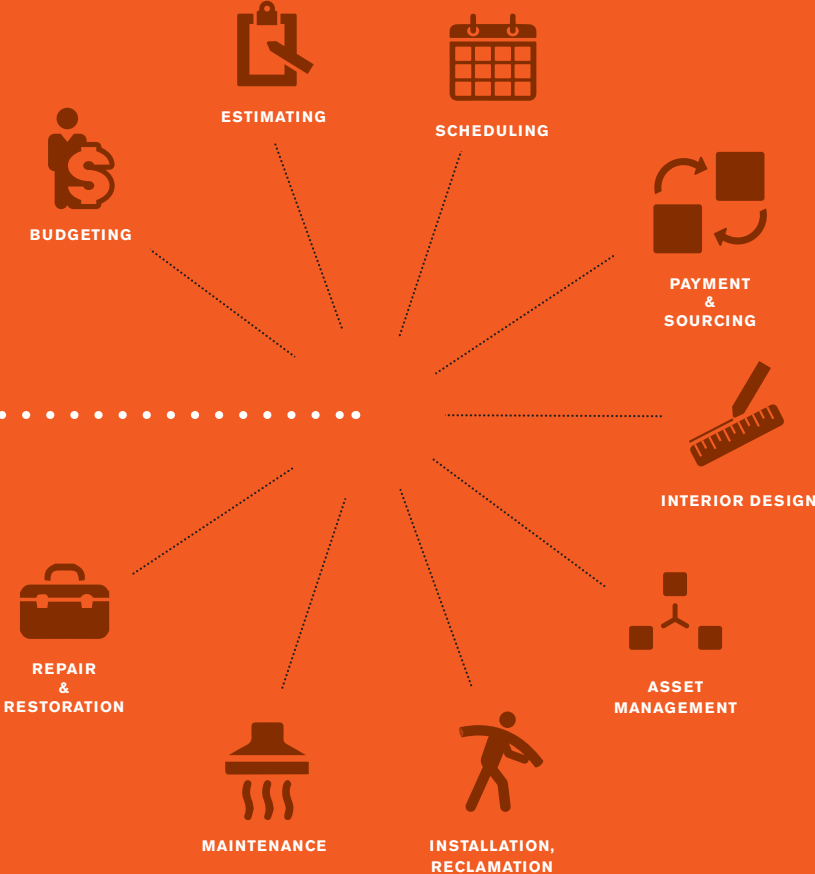 ESTIMATING
SCHEDULING
BUDGETING
PAYMENT
&
SOURCING
INTERIOR DESIGN
REPAIR
&
RESTORATION
ASSET
MANAGEMENT
MAINTENANCE
INSTALLATION,
RECLAMATION